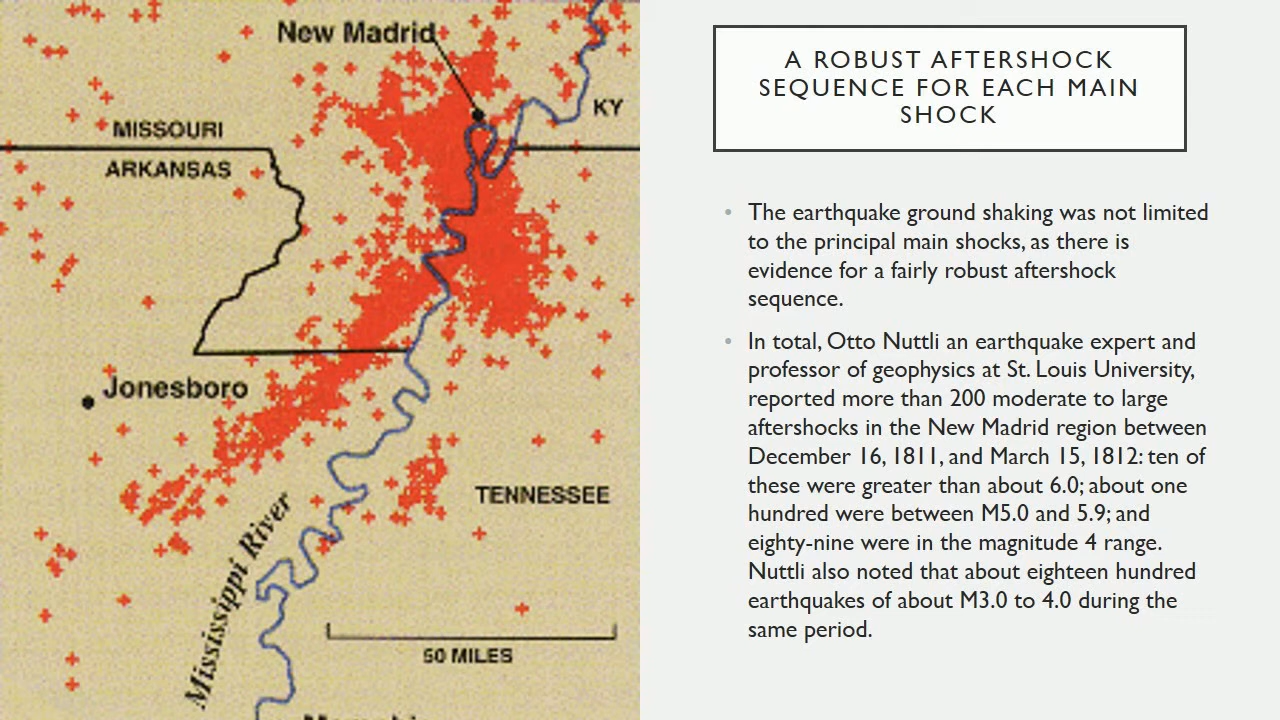 New Madrid
KY
MISSOURI
ARKANSAS
Jonesboro
TENNESSEE
Mississippi River
50 MILES
A ROBUST AFTERSHOCK
SEQUENCE FOR EACH MAIN
SHOCK
• The earthquake ground shaking was not limited
to the principal main shocks, as there is
evidence for a fairly robust aftershock
sequence.
• In total, Otto Nuttli an earthquake expert and
professor of geophysics at St. Louis University,
reported more than 200 moderate to large
aftershocks in the New Madrid region between
December 16, 1811, and March 15, 1812: ten of
these were greater than about 6.0; about one
hundred were between M5.0 and 5.9; and
eighty-nine were in the magnitude 4 range.
Nuttli also noted that about eighteen hundred
earthquakes of about M3.0 to 4.0 during the
same period.